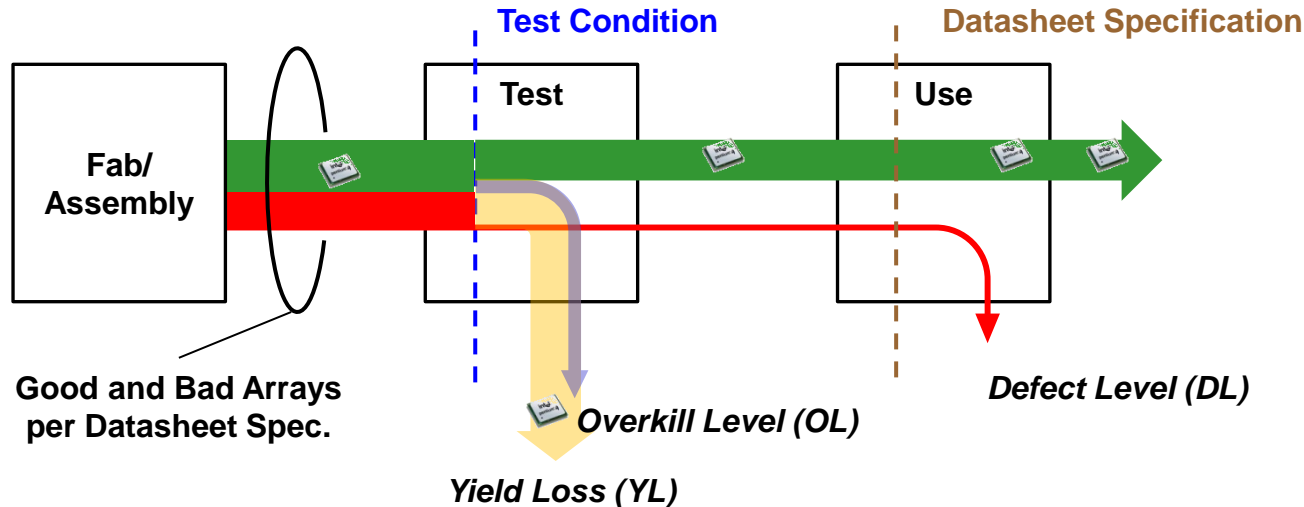 Test Condition
Datasheet Specification
Test
Use
Fab/
Assembly
Good and Bad Arrays
per Datasheet Spec.
Defect Level (DL)
Overkill Level (OL)
Yield Loss (YL)